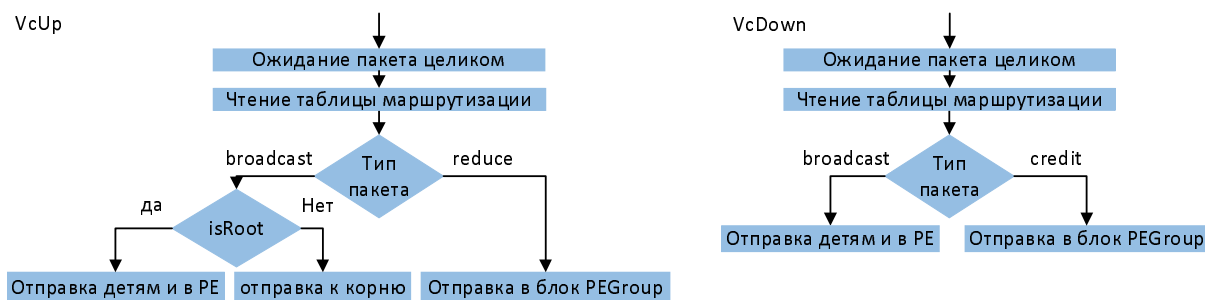 VcUp
Ожидание пакета целиком
Чтение таблицы маршрутизации
broadcast
Тип
пакета
reduce
да
isRoot
Нет
Отправка детям и в PE
отправка к корню
Отправка в блок PEGroup
VcDown
Ожидание пакета целиком
Чтение таблицы маршрутизации
broadcast
Тип
пакета
credit
Отправка детям и в PE
Отправка в блок PEGroup